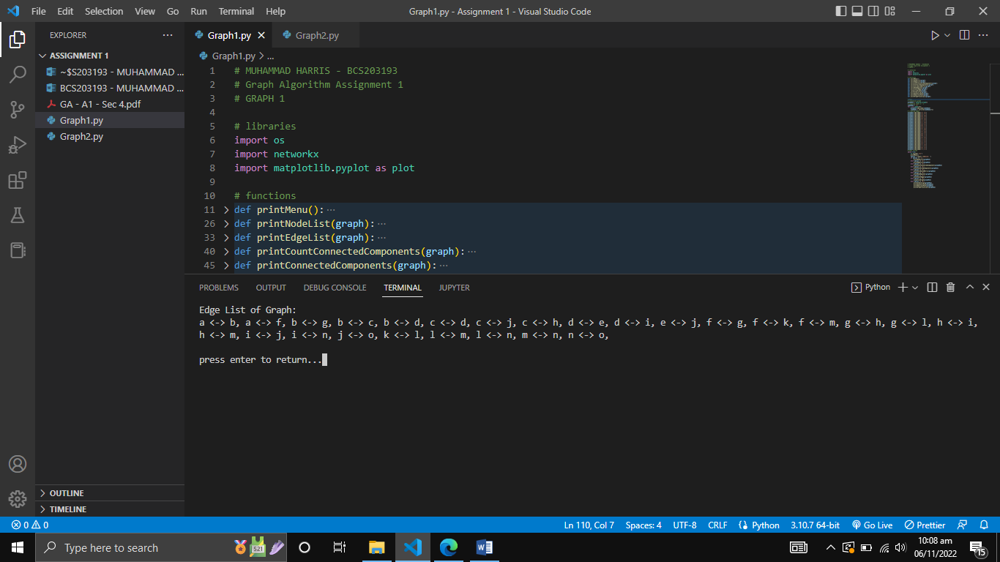 File Edit Selection View Go Run Terminal Help Graph1.py - Assignment 1 - Visual Studio Code
EXPLORER ···
ASSIGNMENT 1
~$S203193 - MUHAMMAD ...
BCS203193 - MUHAMMAD ...
GA - A1 - Sec 4.pdf
Graph1.py
Graph2.py
OUTLINE
TIMELINE
Graph1.py Graph2.py
Graph1.py > ...
1 # MUHAMMAD HARRIS - BCS203193
2 # Graph Algorithm Assignment 1
3 # GRAPH 1
4
5 # libraries
6 import os
7 import networkx
8 import matplotlib.pyplot as plot
9
10 # functions
11 > def printMenu(): ···
26 > def printNodeList(graph): ···
33 > def printEdgeList(graph): ···
40 > def printCountConnectedComponents(graph): ···
45 > def printConnectedComponents(graph): ···
PROBLEMS OUTPUT DEBUG CONSOLE TERMINAL JUPYTER Python
Edge List of Graph:
a <-> b, a <-> f, b <-> g, b <-> c, b <-> d, c <-> d, c <-> j, c <-> h, d <-> e, d <-> i, e <-> j, f <-> g, f <-> k, f <-> m, g <-> h, g <-> l, h <-> i,
h <-> m, i <-> j, i <-> n, j <-> o, k <-> l, l <-> m, l <-> n, m <-> n, n <-> o,
press enter to return...
0 0 Ln 110, Col 7 Spaces: 4 UTF-8 CRLF Python 3.10.7 64-bit Go Live Prettier
Type here to search 521 10:08 am
06/11/2022 15